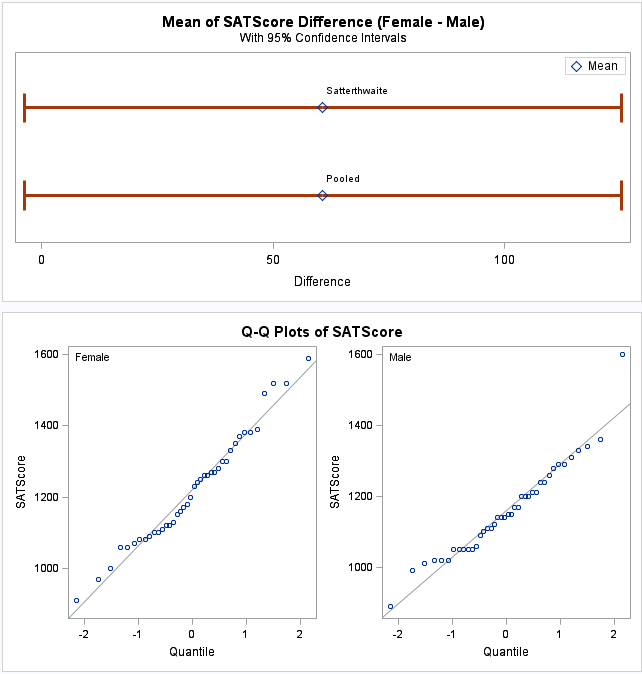 Mean of SATScore Difference (Female - Male)
With 95% Confidence Intervals
Mean
Satterthwaite
Pooled
0 50 100
Difference
Q-Q Plots of SATScore
Female
Male
SATScore
1600
1400
1200
1000
-2 -1 0 1 2
Quantile
SATScore
1600
1400
1200
1000
-2 -1 0 1 2
Quantile